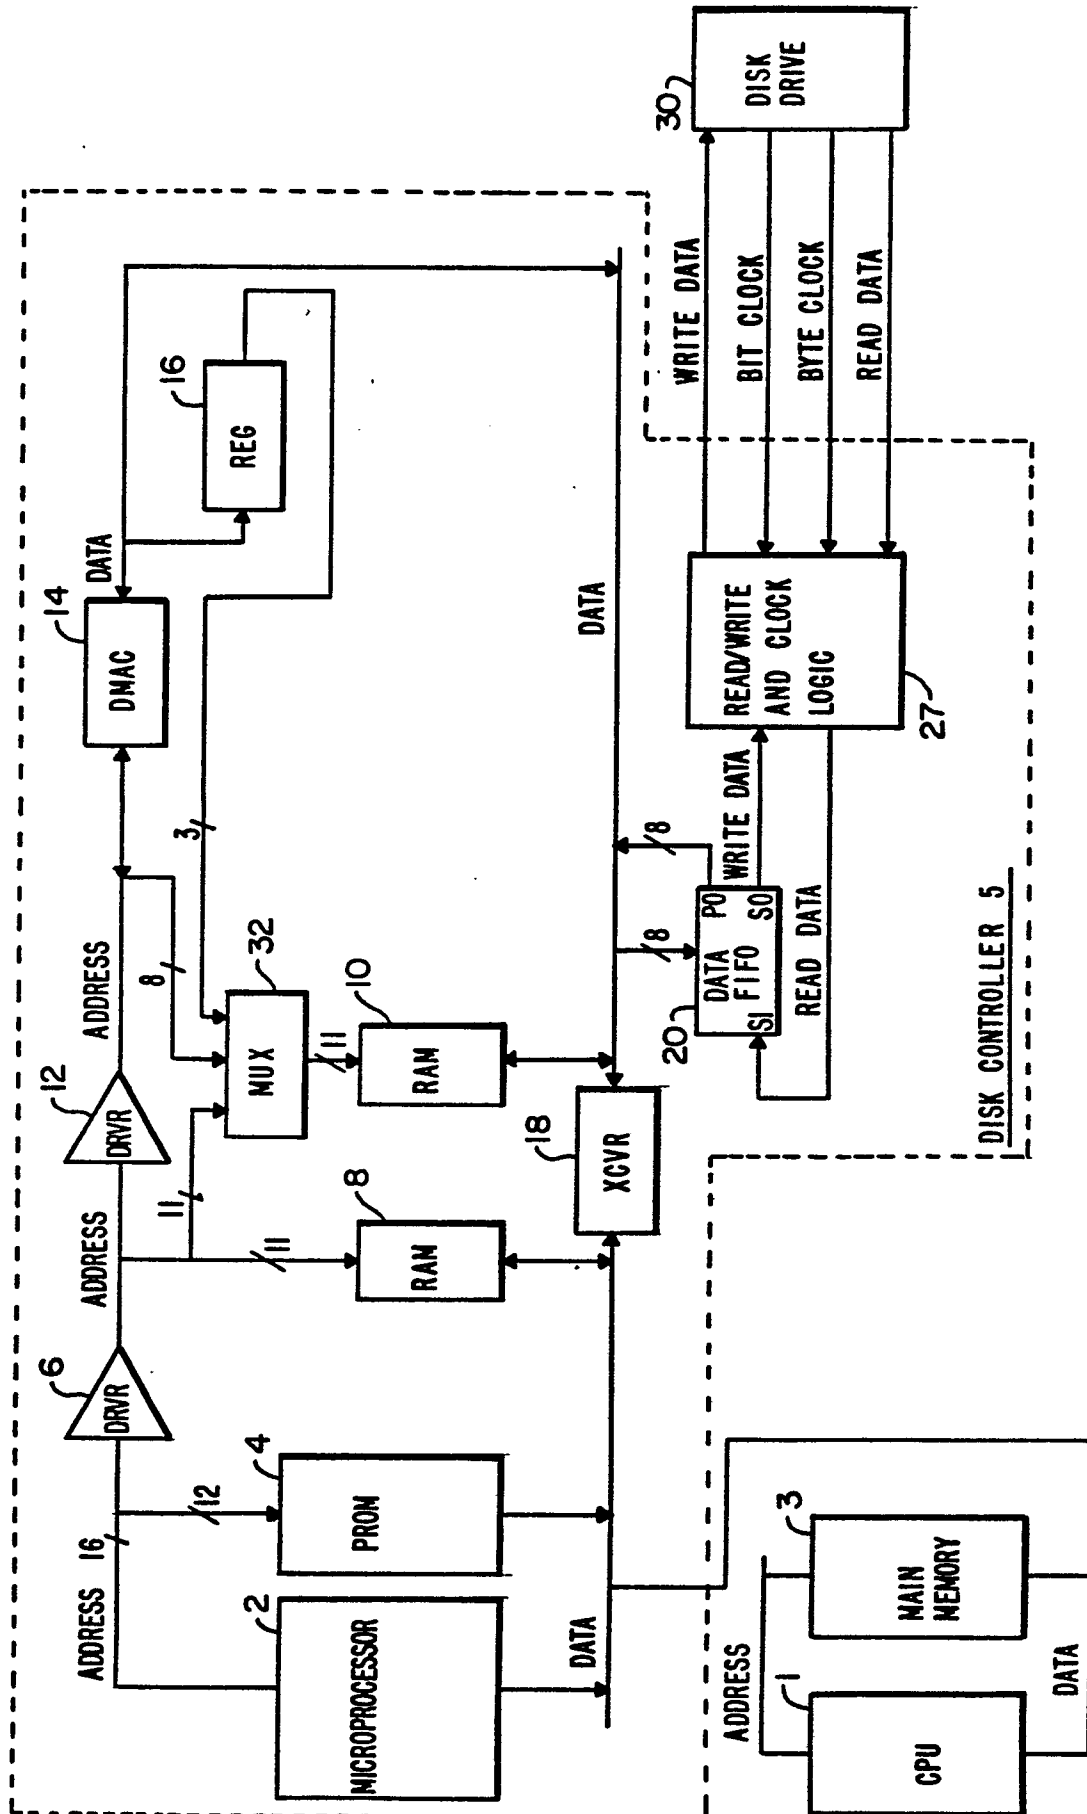 ADDRESS
16
6
DRVR
ADDRESS
12
DRVR
ADDRESS
14
DMAC
DATA
2
MICROPROCESSOR
12
4
PROM
11
11
8
3
16
REG
32
MUX
8
RAM
11
10
RAM
DATA
18
XCVR
DATA
8
8
20
DATA
FIFO
PO
SO
SI
WRITE DATA
READ DATA
READ/WRITE
AND CLOCK
LOGIC
27
WRITE DATA
BIT CLOCK
BYTE CLOCK
READ DATA
30
DISK
DRIVE
ADDRESS
1
CPU
3
MAIN
MEMORY
DATA
DISK CONTROLLER 5